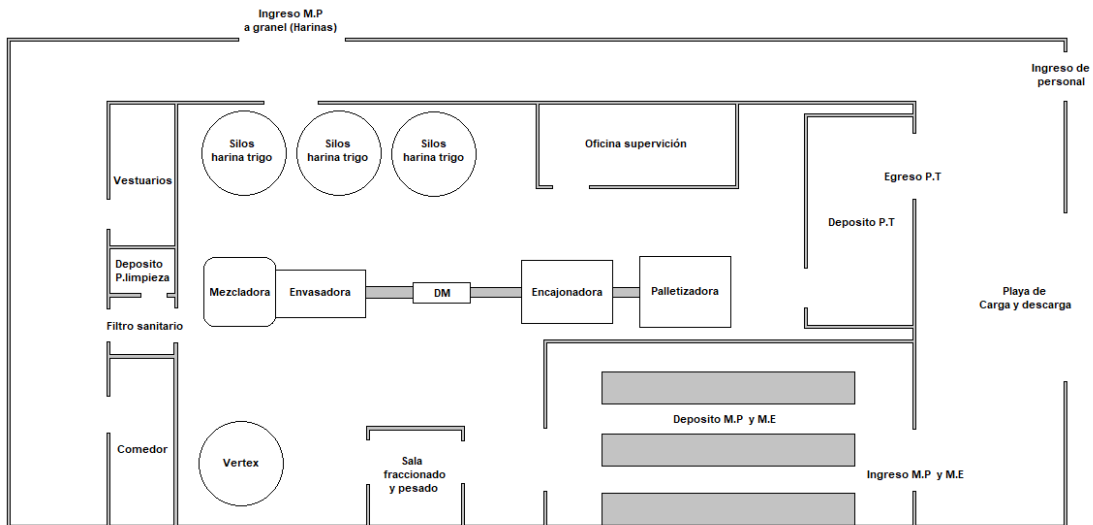 Ingreso M.P
a granel (Harinas)
Ingreso de
personal
Silos
harina trigo
Silos
harina trigo
Silos
harina trigo
Oficina supervición
Vestuarios
Egreso P.T
Deposito P.T
Deposito
P.limpieza
Mezcladora
Envasadora
DM
Encajonadora
Palletizadora
Playa de
Carga y descarga
Filtro sanitario
Deposito M.P y M.E
Comedor
Vertex
Sala
fraccionado
y pesado
Ingreso M.P y M.E